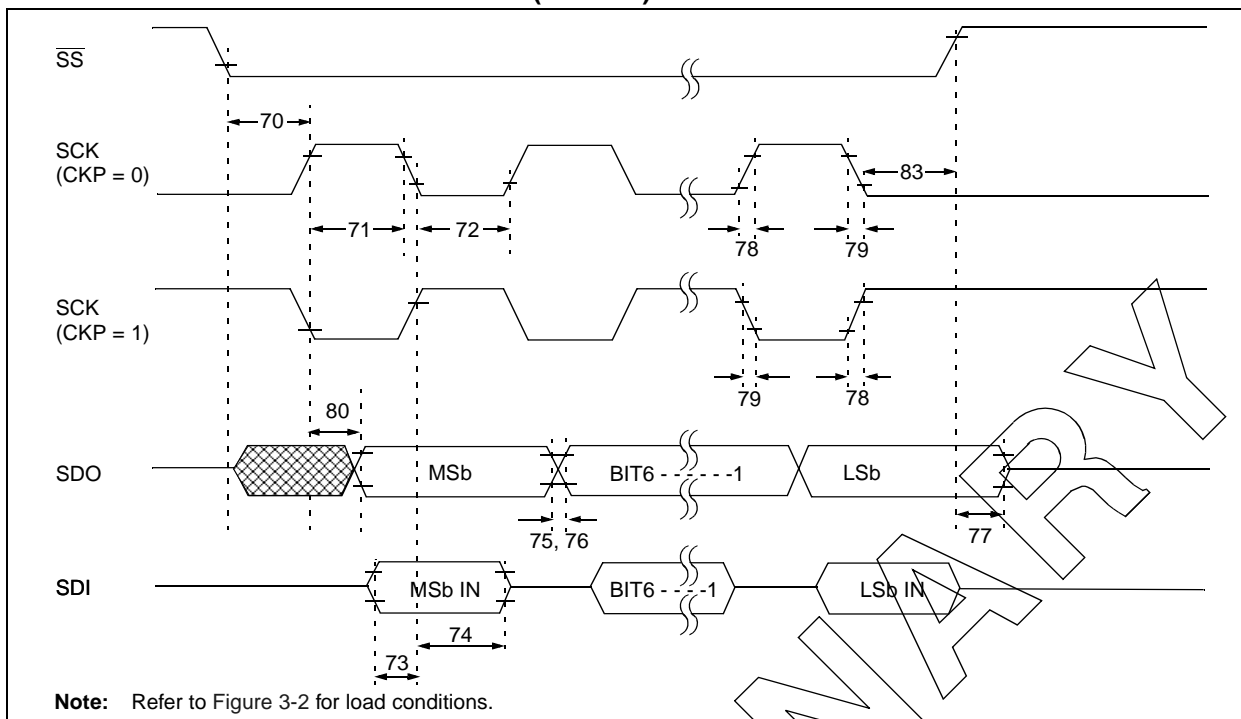 SS
70
SCK
(CKP = 0)
83
71
72
78
79
SCK
(CKP = 1)
79
78
80
SDO
MSb
BIT6 - - - - - -1
LSb
75, 76
77
SDI
MSb IN
BIT6 - - - - -1
LSb IN
74
73
Note: Refer to Figure 3-2 for load conditions.
N A R Y